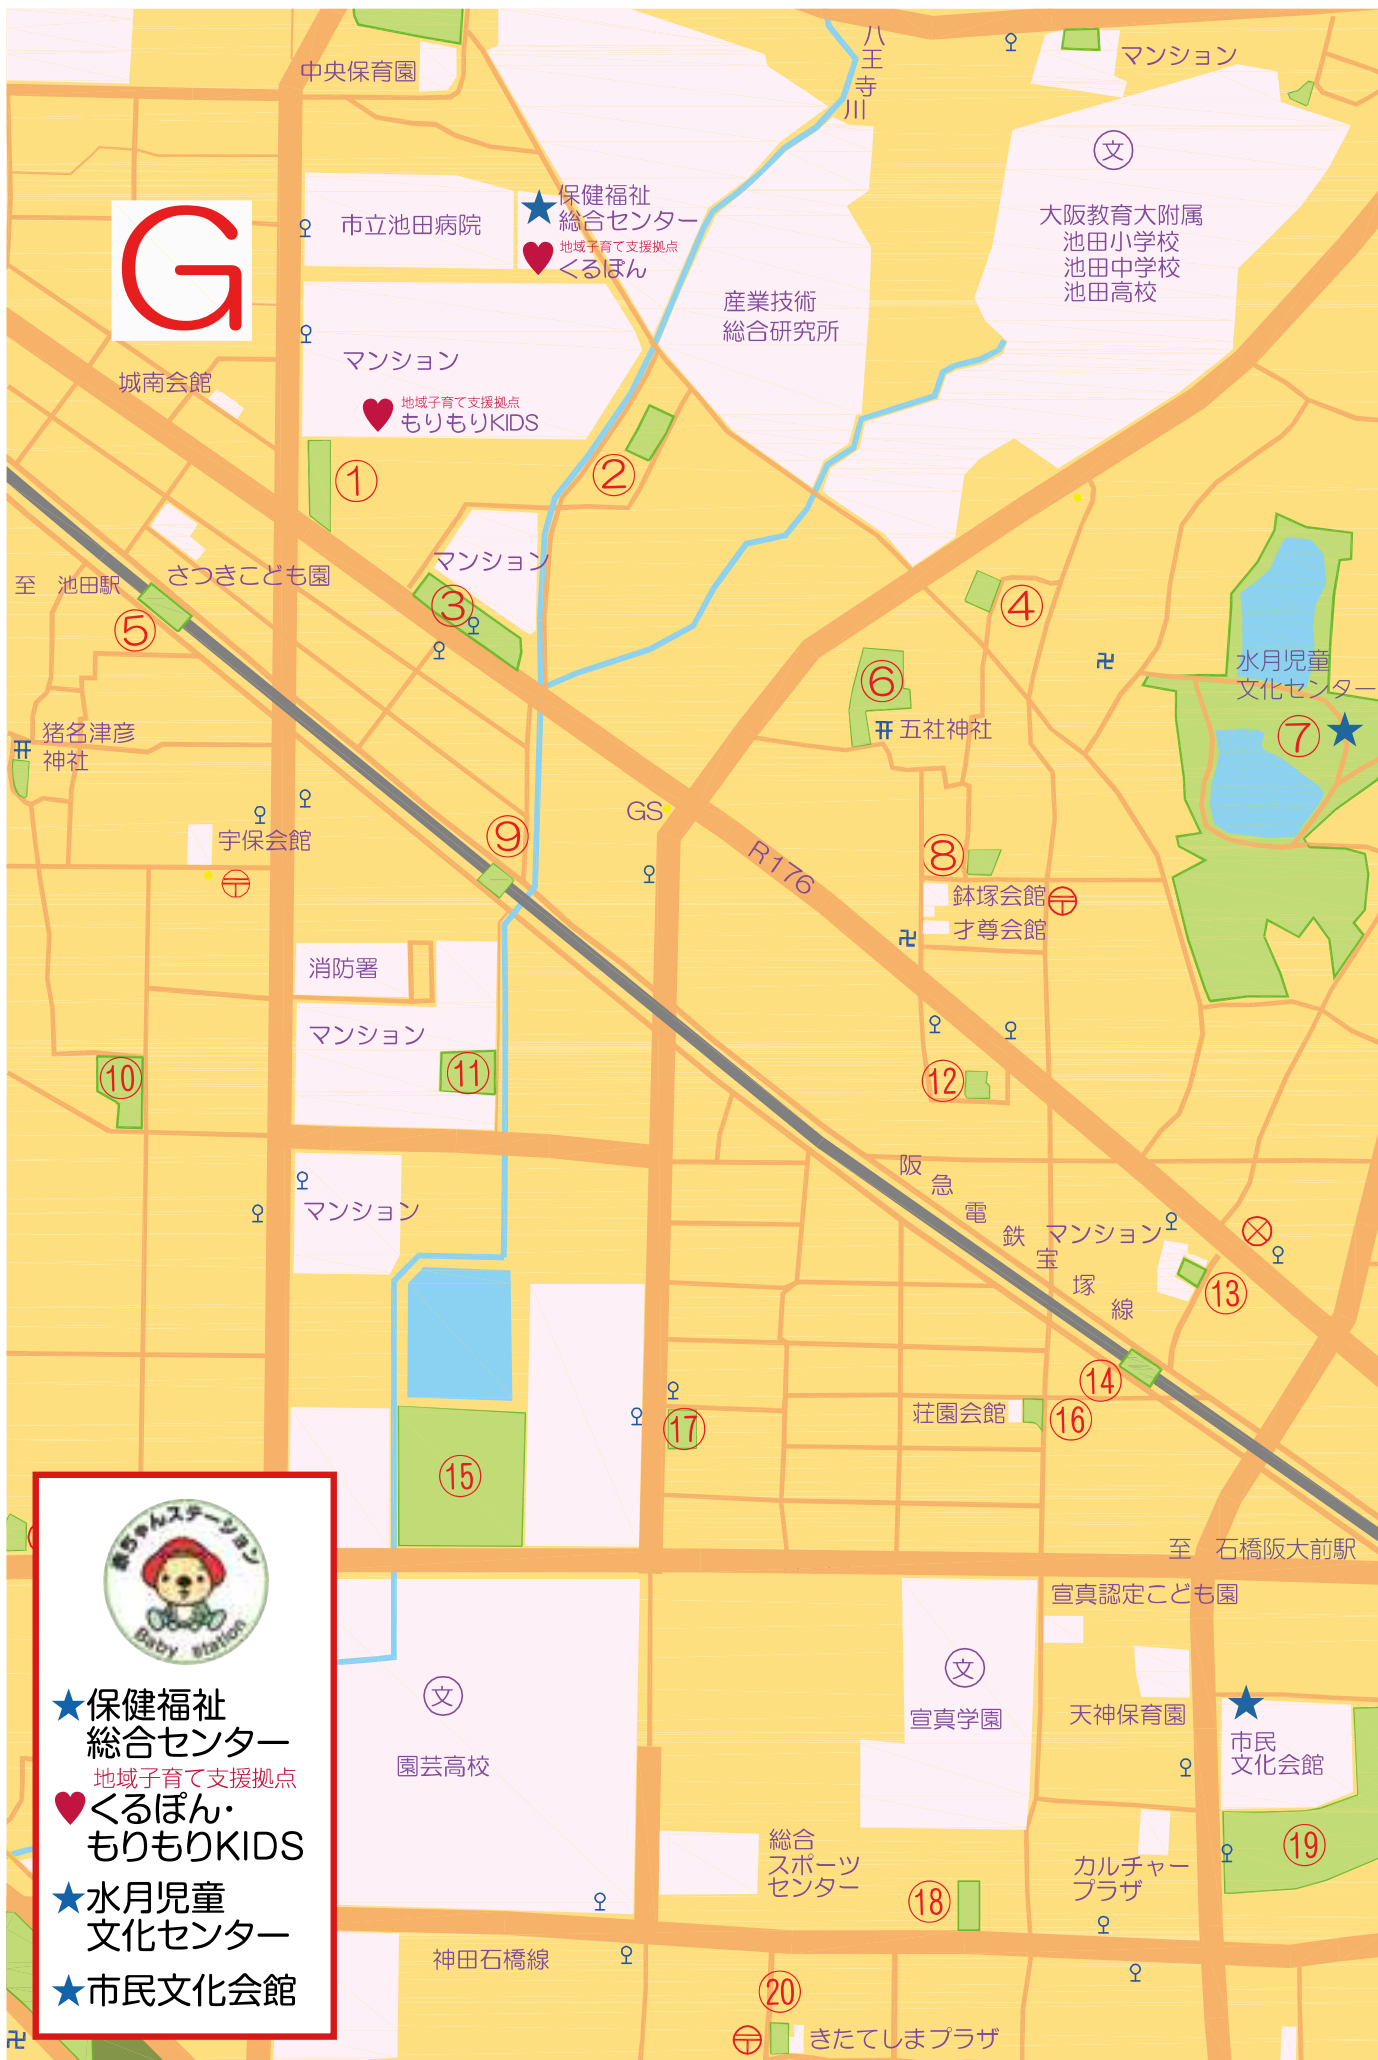 中央保育園
八王寺川
マンション
文
G
市立池田病院
保健福祉
総合センター
地域子育て支援拠点
くるぽん
大阪教育大附属
池田小学校
池田中学校
池田高校
産業技術
総合研究所
マンション
地域子育て支援拠点
もりもりKIDS
城南会館
①
②
マンション
至 池田駅
さつきこども園
③
④
⑤
⑥
五社神社
水月児童
文化センター
⑦
猪名津彦
神社
GS
R176
宇保会館
⑨
⑧
鉢塚会館
才尊会館
消防署
マンション
⑩
⑪
⑫
マンション
阪急電鉄宝塚線
マンション
⑬
⑭
荘園会館
⑯
⑰
⑮
至 石橋阪大前駅
宣真認定こども園
文
宣真学園
天神保育園
市民
文化会館
文
園芸高校
⑲
総合
スポーツ
センター
⑱
カルチャー
プラザ
神田石橋線
⑳
きたてしまプラザ
赤ちゃんステーション
Baby station
保健福祉
総合センター
地域子育て支援拠点
くるぽん・
もりもりKIDS
水月児童
文化センター
市民文化会館